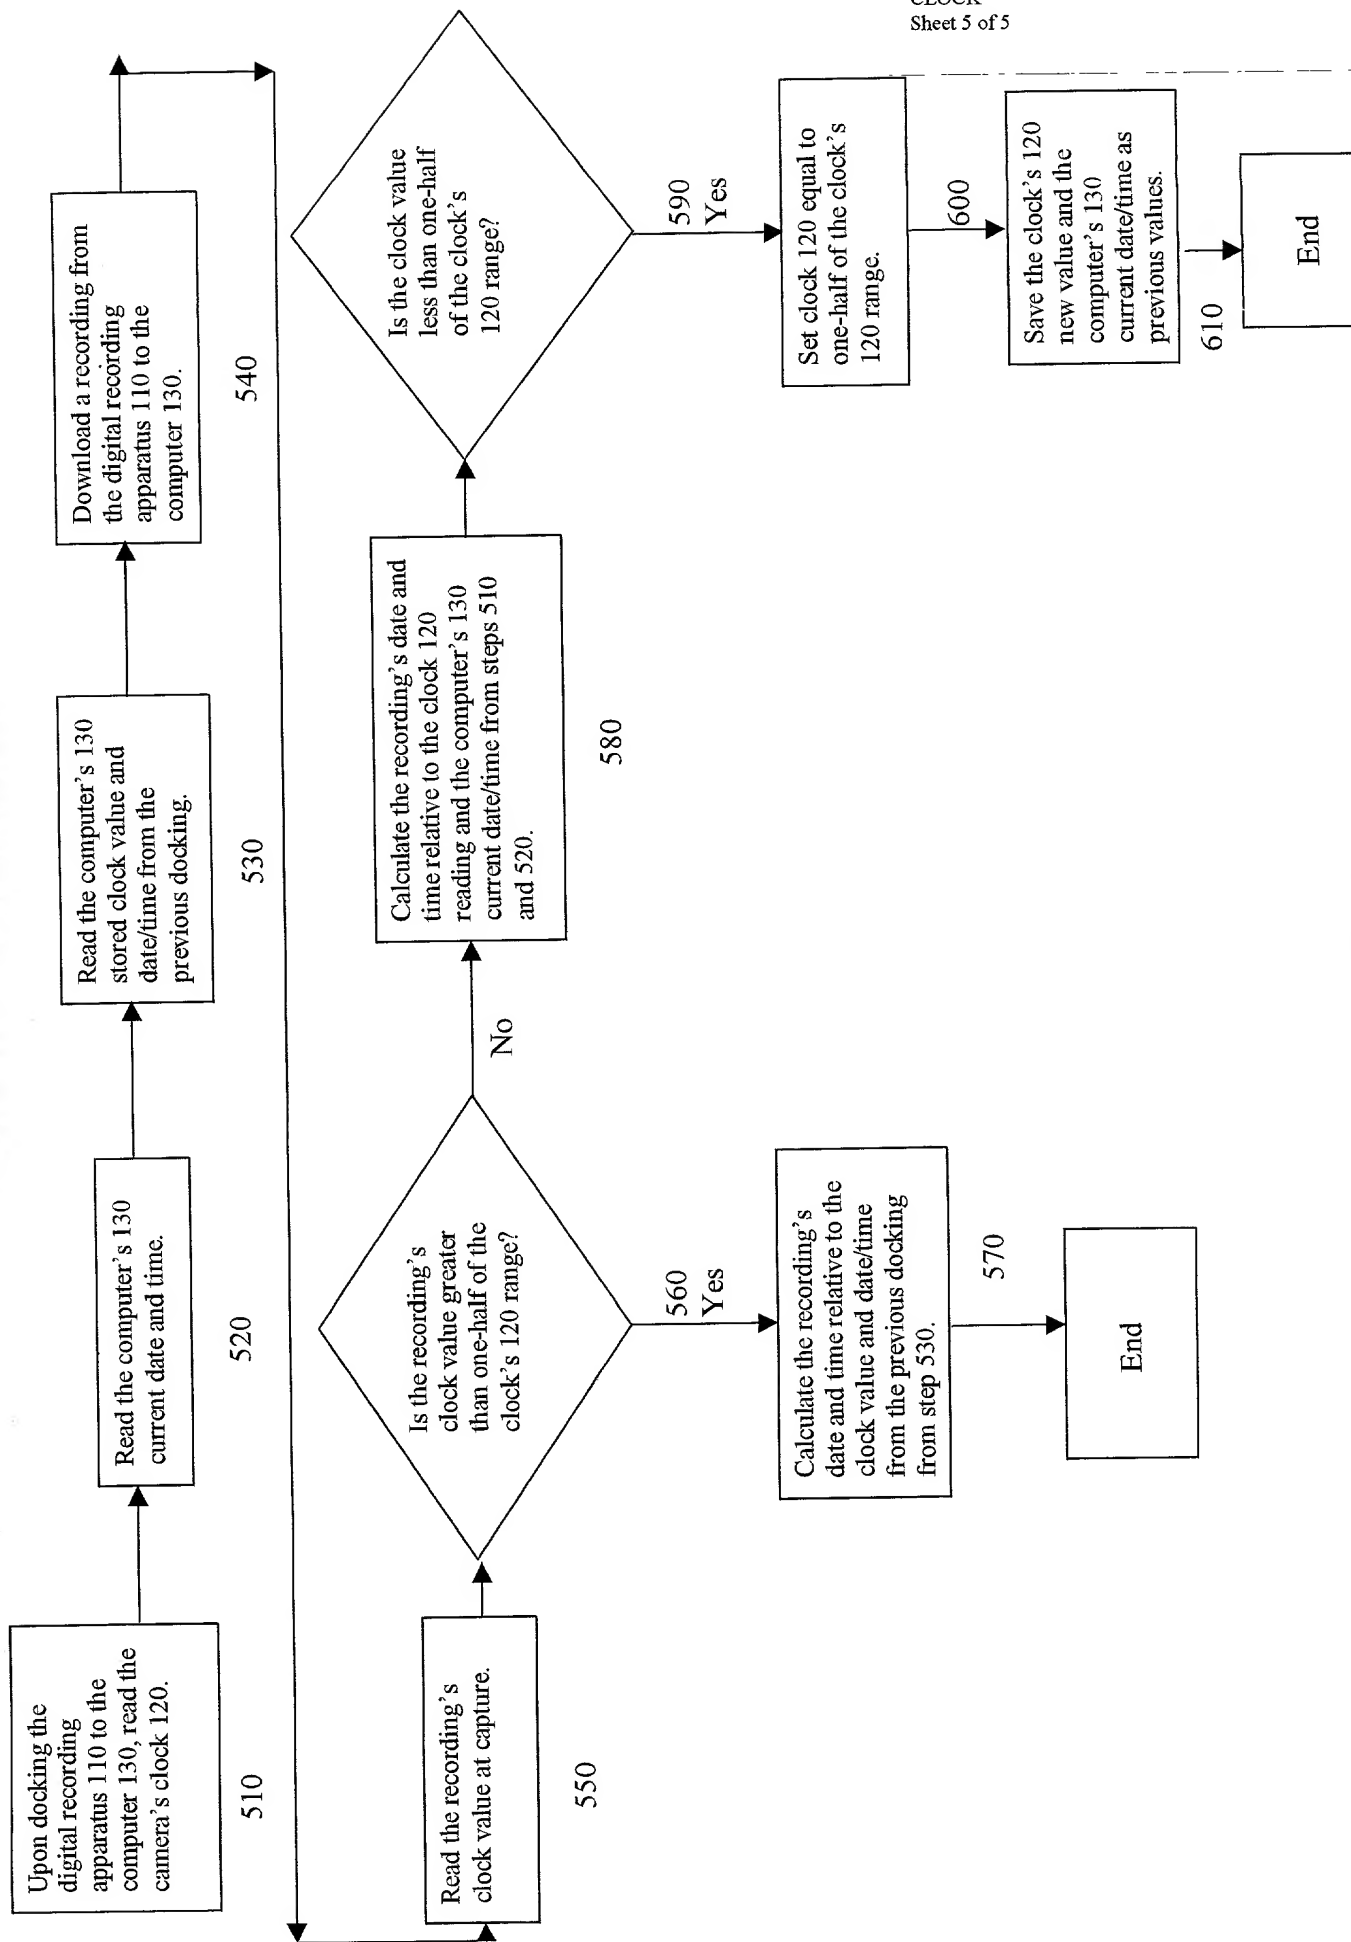 CLOCK
Sheet 5 of 5
Upon docking the
digital recording
apparatus 110 to the
computer 130, read the
camera's clock 120.
510
Read the computer's 130
current date and time.
520
Read the computer's 130
stored clock value and
date/time from the
previous docking.
530
Download a recording from
the digital recording
apparatus 110 to the
computer 130.
540
Read the recording's
clock value at capture.
550
Is the recording's
clock value greater
than one-half of the
clock's 120 range?
560
Yes
Calculate the recording's
date and time relative to the
clock value and date/time
from the previous docking
from step 530.
570
End
No
Calculate the recording's date and
time relative to the clock 120
reading and the computer's 130
current date/time from steps 510
and 520.
580
Is the clock value
less than one-half
of the clock's
120 range?
590
Yes
Set clock 120 equal to
one-half of the clock's
120 range.
600
Save the clock's 120
new value and the
computer's 130
current date/time as
previous values.
610
End